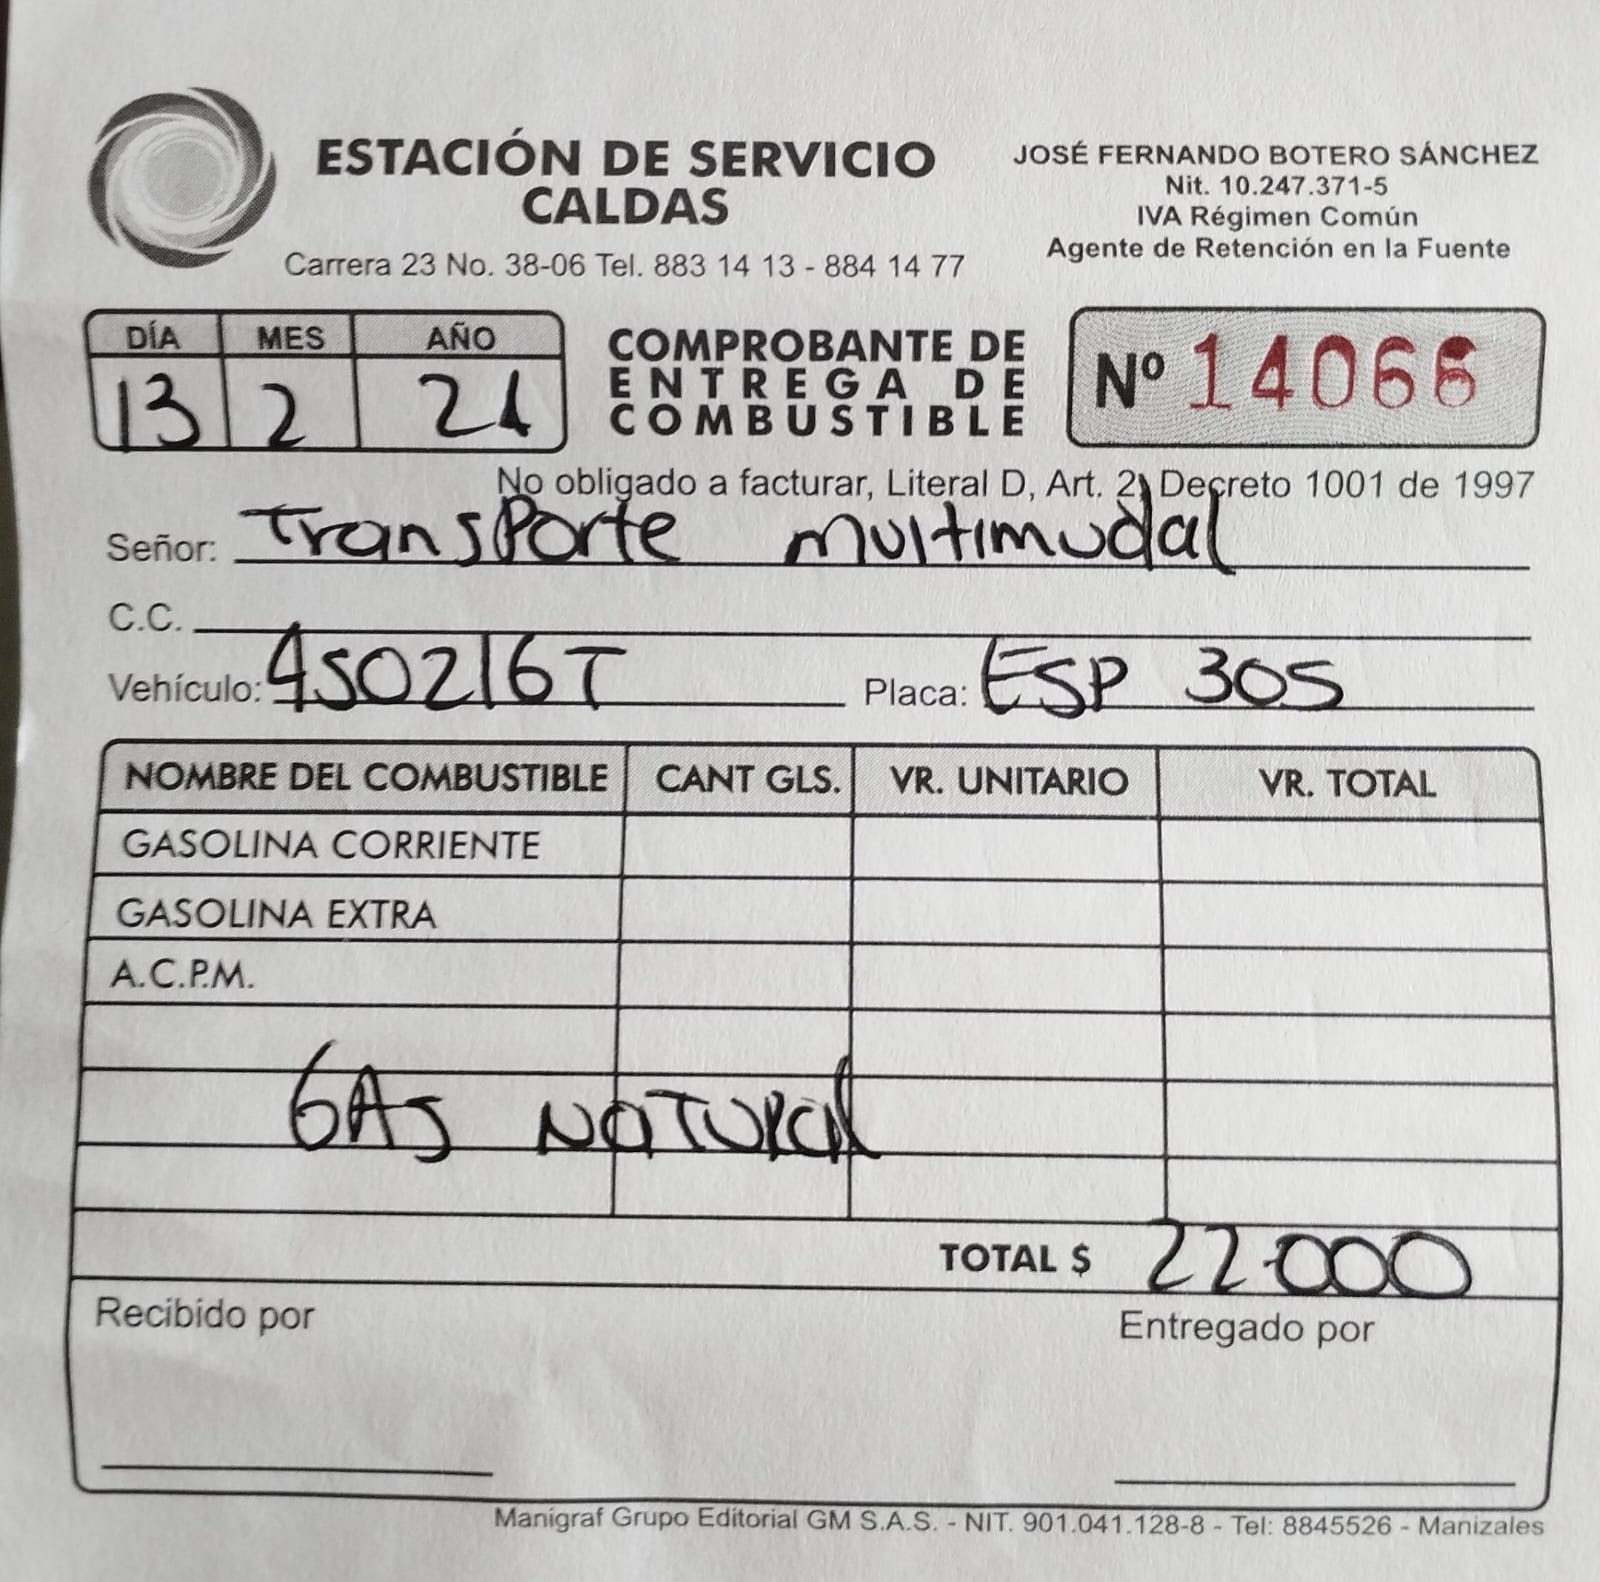 ESTACIÓN DE SERVICIO
CALDAS
Carrera 23 No. 38-06 Tel. 883 14 13 - 884 14 77
JOSÉ FERNANDO BOTERO SÁNCHEZ
Nit. 10.247.371-5
IVA Régimen Común
Agente de Retención en la Fuente
DÍA MES AÑO
13 2 21
COMPROBANTE DE
ENTREGA DE
COMBUSTIBLE
Nº 14066
No obligado a facturar, Literal D, Art. 2, Decreto 1001 de 1997
Señor: Transporte multimudal
C.C.
Vehículo: 4S0216T Placa: ESP 305
NOMBRE DEL COMBUSTIBLE CANT GLS. VR. UNITARIO VR. TOTAL
GASOLINA CORRIENTE
GASOLINA EXTRA
A.C.P.M.
GAS NATURAL
TOTAL $ 22.000
Recibido por Entregado por
Manigraf Grupo Editorial GM S.A.S. - NIT. 901.041.128-8 - Tel: 8845526 - Manizales